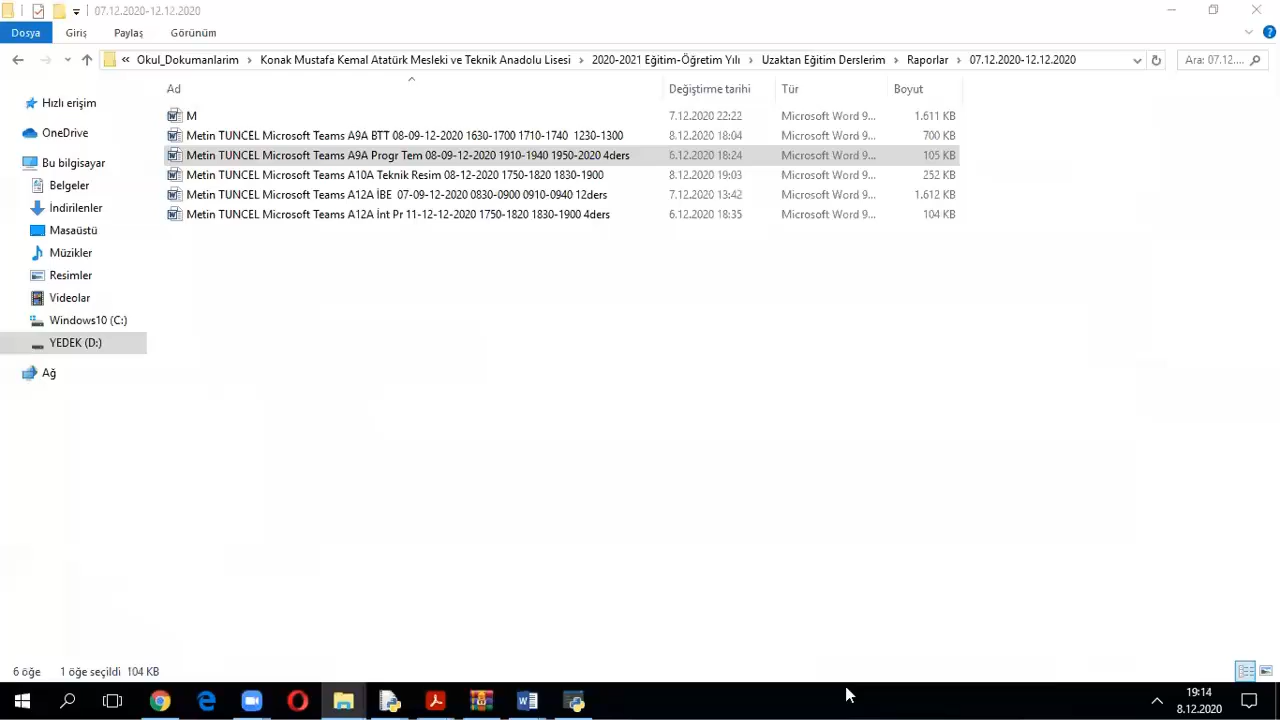 07.12.2020-12.12.2020
Dosya Giriş Paylaş Görünüm
« Okul_Dokumanlarim › Konak Mustafa Kemal Atatürk Mesleki ve Teknik Anadolu Lisesi › 2020-2021 Eğitim-Öğretim Yılı › Uzaktan Eğitim Derslerim › Raporlar › 07.12.2020-12.12.2020
Ara: 07.12....
Ad Değiştirme tarihi Tür Boyut
M 7.12.2020 22:22 Microsoft Word 9... 1.611 KB
Metin TUNCEL Microsoft Teams A9A BTT 08-09-12-2020 1630-1700 1710-1740  1230-1300 8.12.2020 18:04 Microsoft Word 9... 700 KB
Metin TUNCEL Microsoft Teams A9A Progr Tem 08-09-12-2020 1910-1940 1950-2020 4ders 6.12.2020 18:24 Microsoft Word 9... 105 KB
Metin TUNCEL Microsoft Teams A10A Teknik Resim 08-12-2020 1750-1820 1830-1900 8.12.2020 19:03 Microsoft Word 9... 252 KB
Metin TUNCEL Microsoft Teams A12A İBE  07-09-12-2020 0830-0900 0910-0940 12ders 7.12.2020 13:42 Microsoft Word 9... 1.612 KB
Metin TUNCEL Microsoft Teams A12A İnt Pr 11-12-12-2020 1750-1820 1830-1900 4ders 6.12.2020 18:35 Microsoft Word 9... 104 KB
Hızlı erişim
OneDrive
Bu bilgisayar
Belgeler
İndirilenler
Masaüstü
Müzikler
Resimler
Videolar
Windows10 (C:)
YEDEK (D:)
Ağ
6 öğe 1 öğe seçildi 104 KB
19:14
8.12.2020